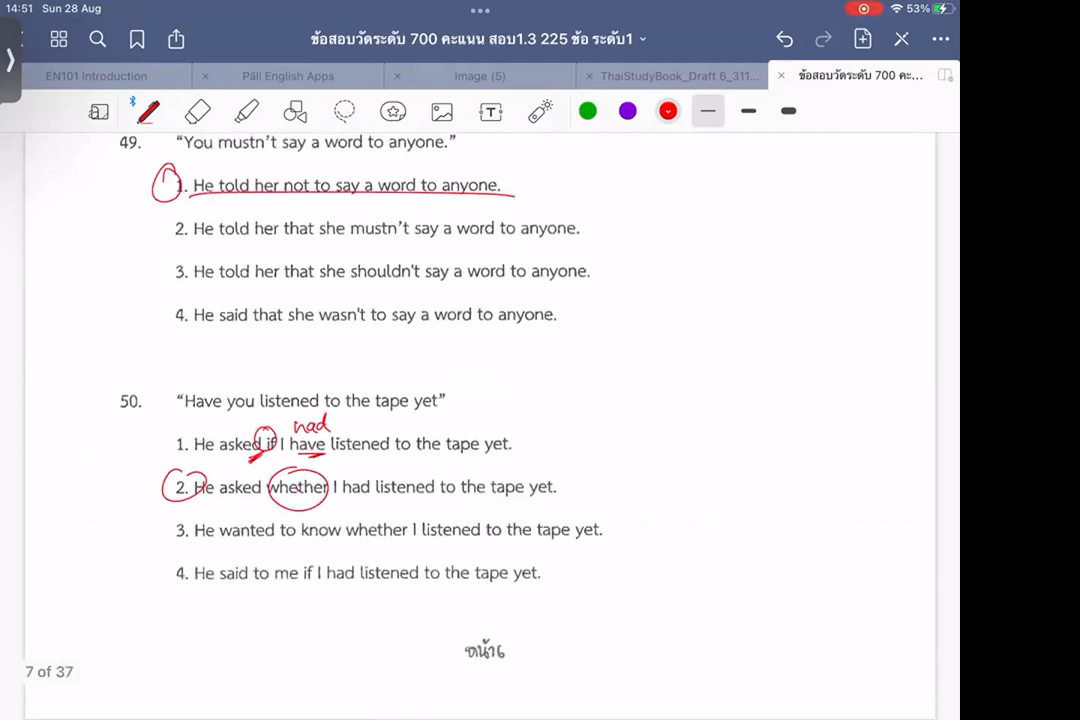 14:51 Sun 28 Aug
53%
ข้อสอบวัดระดับ 700 คะแนน สอบ1.3 225 ข้อ ระดับ1
EN101 Introduction
Pāli English Apps
Image (5)
ThaiStudyBook_Draft 6_311...
ข้อสอบวัดระดับ 700 คะ...
49. “You mustn’t say a word to anyone.”
1. He told her not to say a word to anyone.
2. He told her that she mustn’t say a word to anyone.
3. He told her that she shouldn't say a word to anyone.
4. He said that she wasn't to say a word to anyone.
50. “Have you listened to the tape yet”
had
1. He asked if I have listened to the tape yet.
2. He asked whether I had listened to the tape yet.
3. He wanted to know whether I listened to the tape yet.
4. He said to me if I had listened to the tape yet.
หน้า6
7 of 37